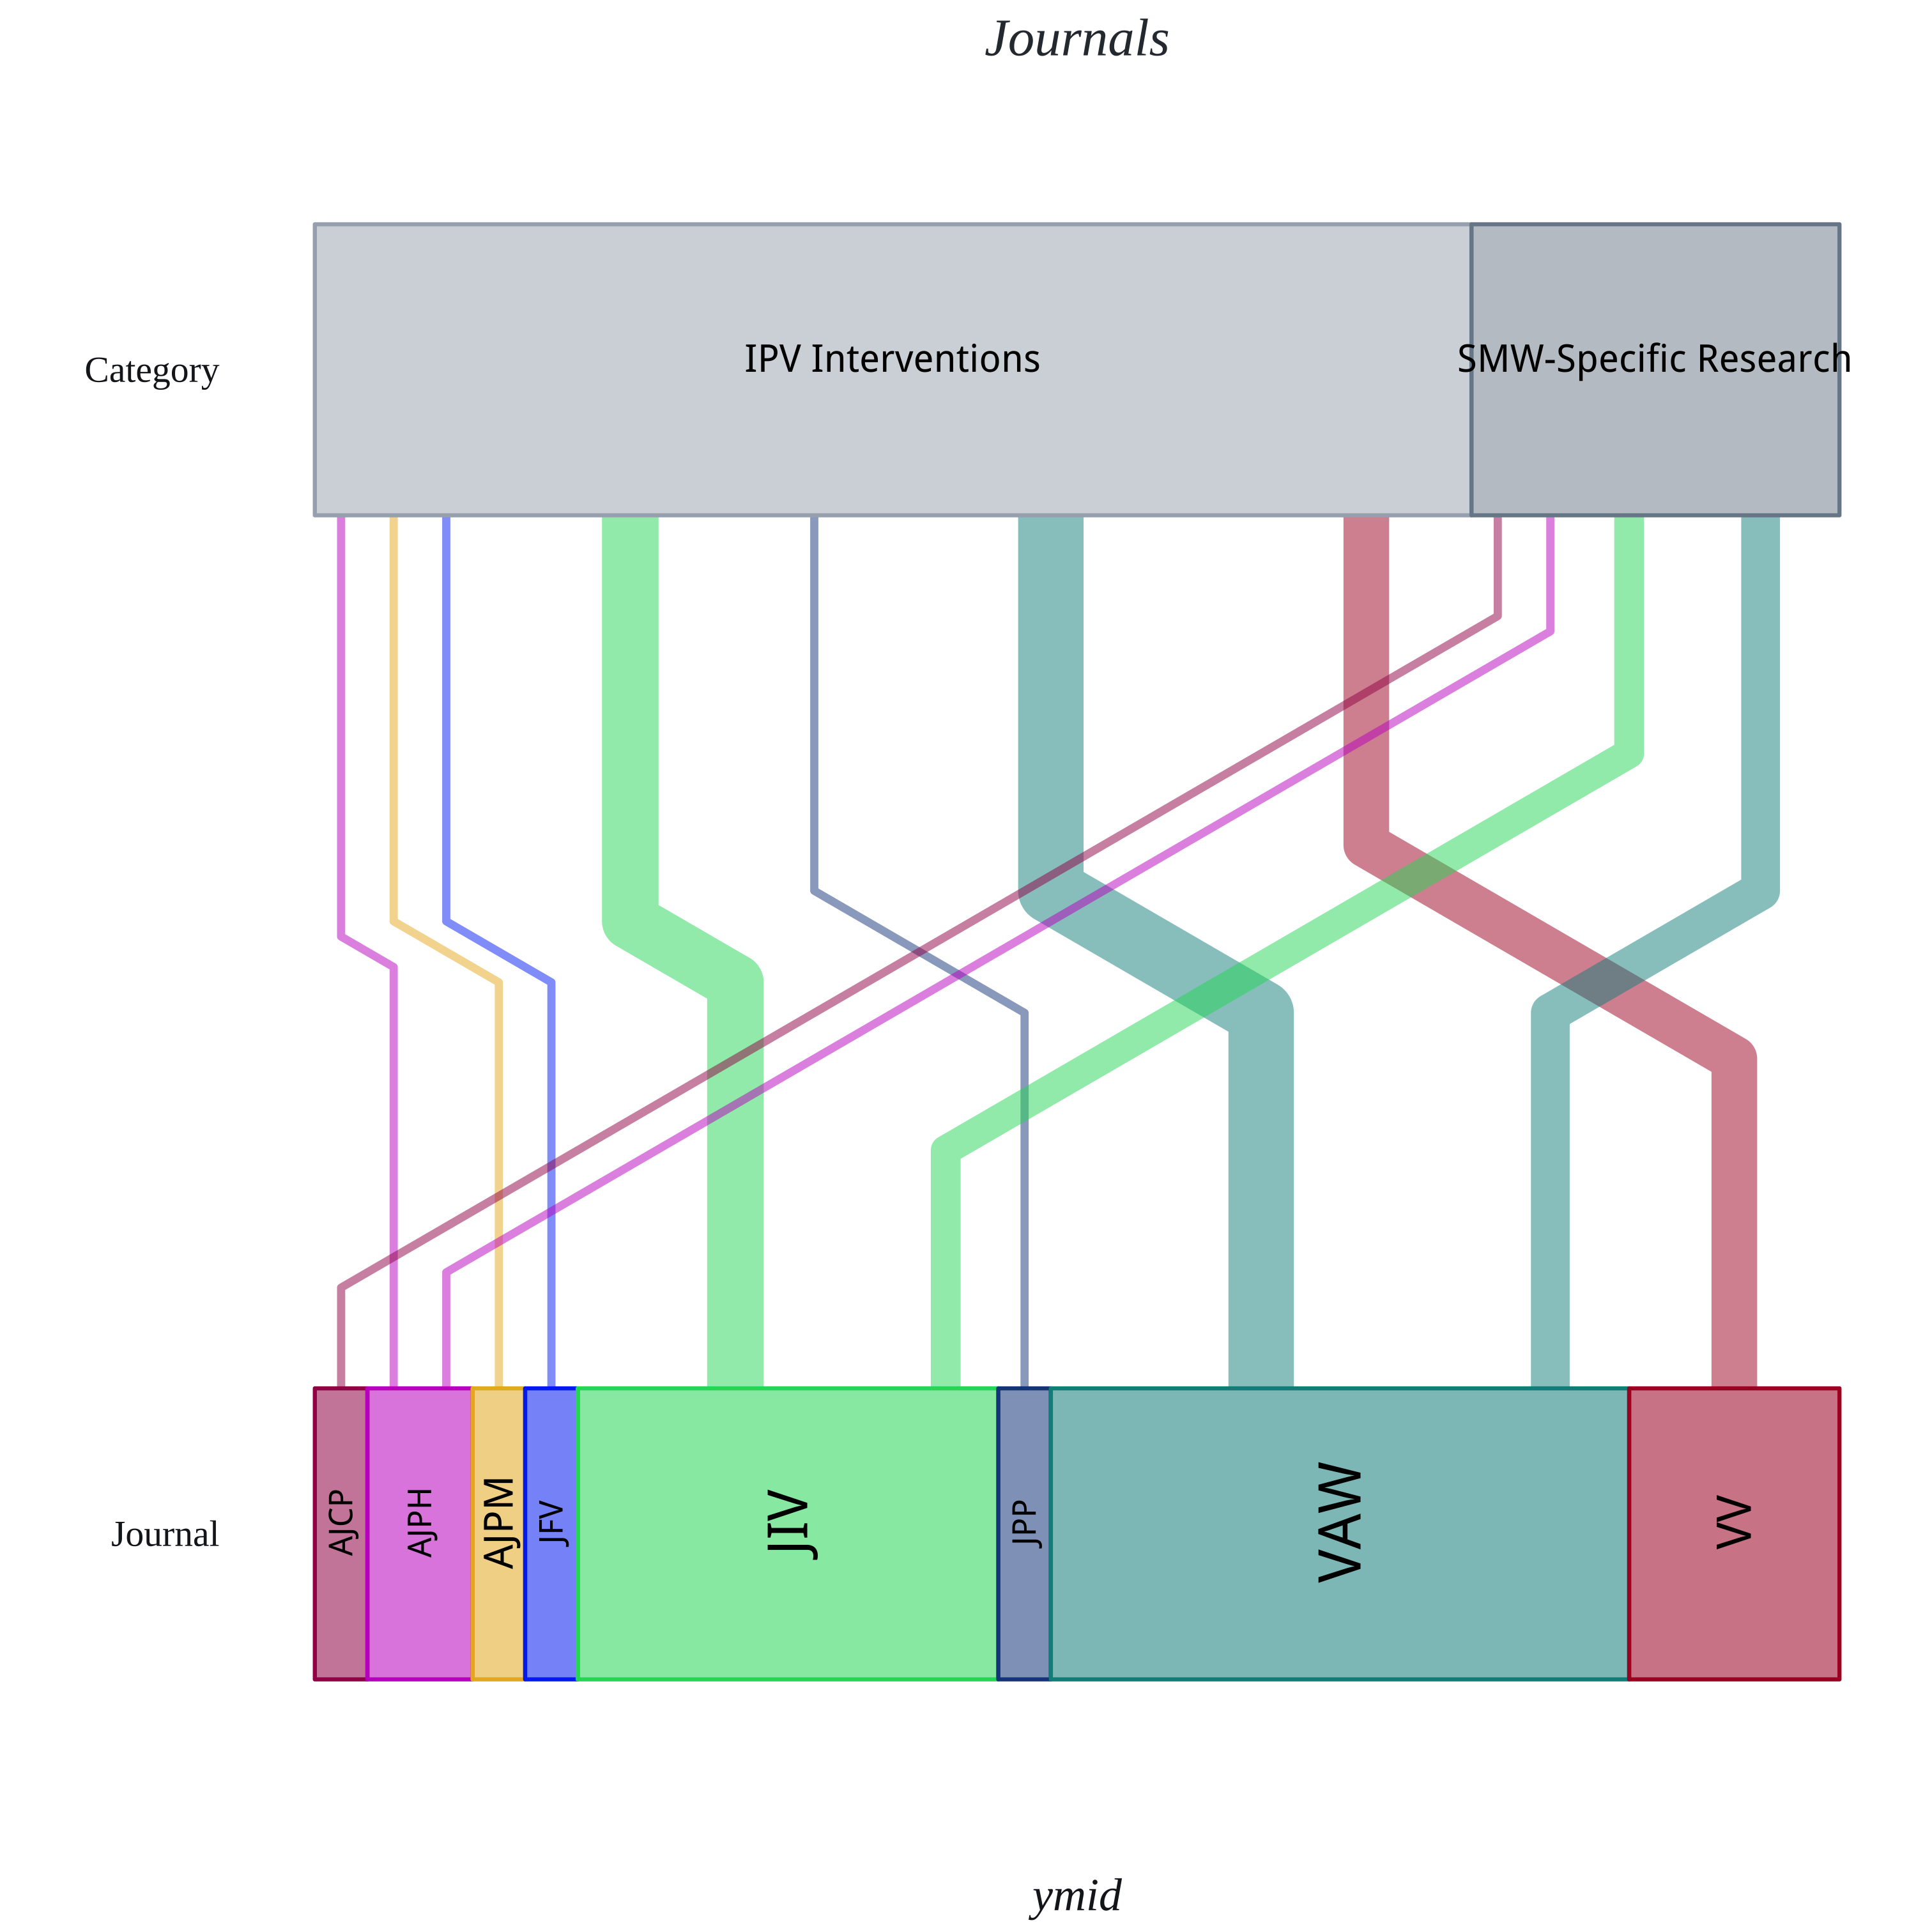 Journals
Category
IPV Interventions
SMW-Specific Research
Journal
AJCP
AJPH
AJPM
JFV
JIV
JPP
VAW
VV
ymid